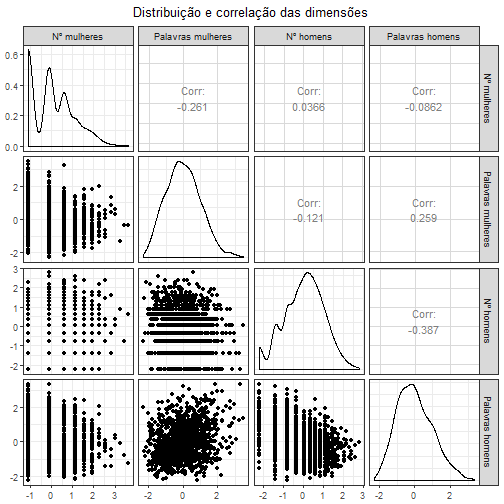 Distribuição e correlação das dimensões
Nº mulheres Palavras mulheres Nº homens Palavras homens
0.6
0.4
0.2
0.0
Corr:
-0.261
Corr:
0.0366
Corr:
-0.0862
Nº mulheres
2
0
-2
Corr:
-0.121
Corr:
0.259
Palavras mulheres
3
2
1
0
-1
-2
Corr:
-0.387
Nº homens
2
0
-2
Palavras homens
-1 0 1 2 3 -2 0 2 -2 -1 0 1 2 3 -2 0 2